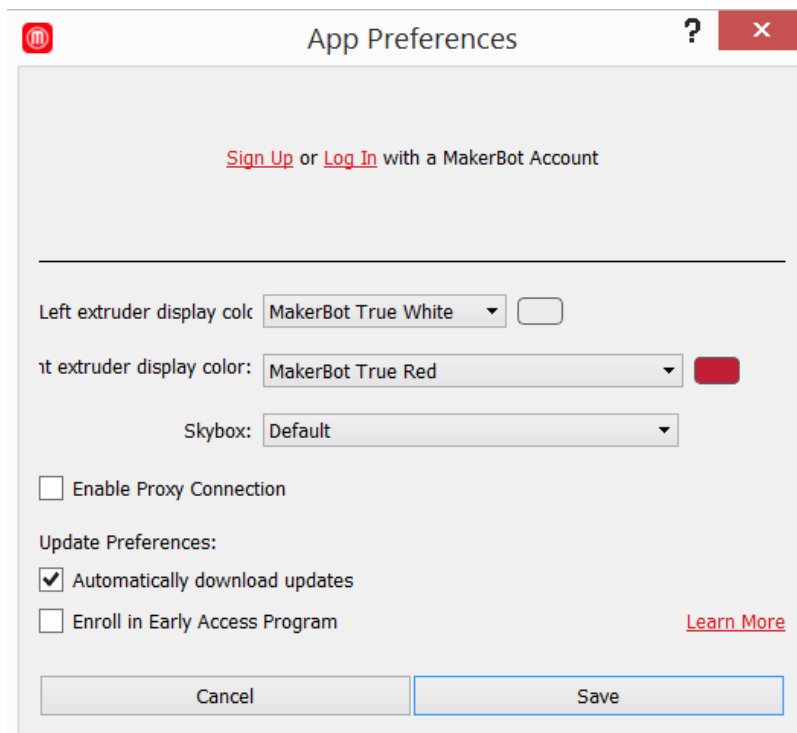 App Preferences ?
Sign Up or Log In with a MakerBot Account
Left extruder display colo MakerBot True White
nt extruder display color: MakerBot True Red
Skybox: Default
Enable Proxy Connection
Update Preferences:
Automatically download updates
Enroll in Early Access Program Learn More
Cancel Save